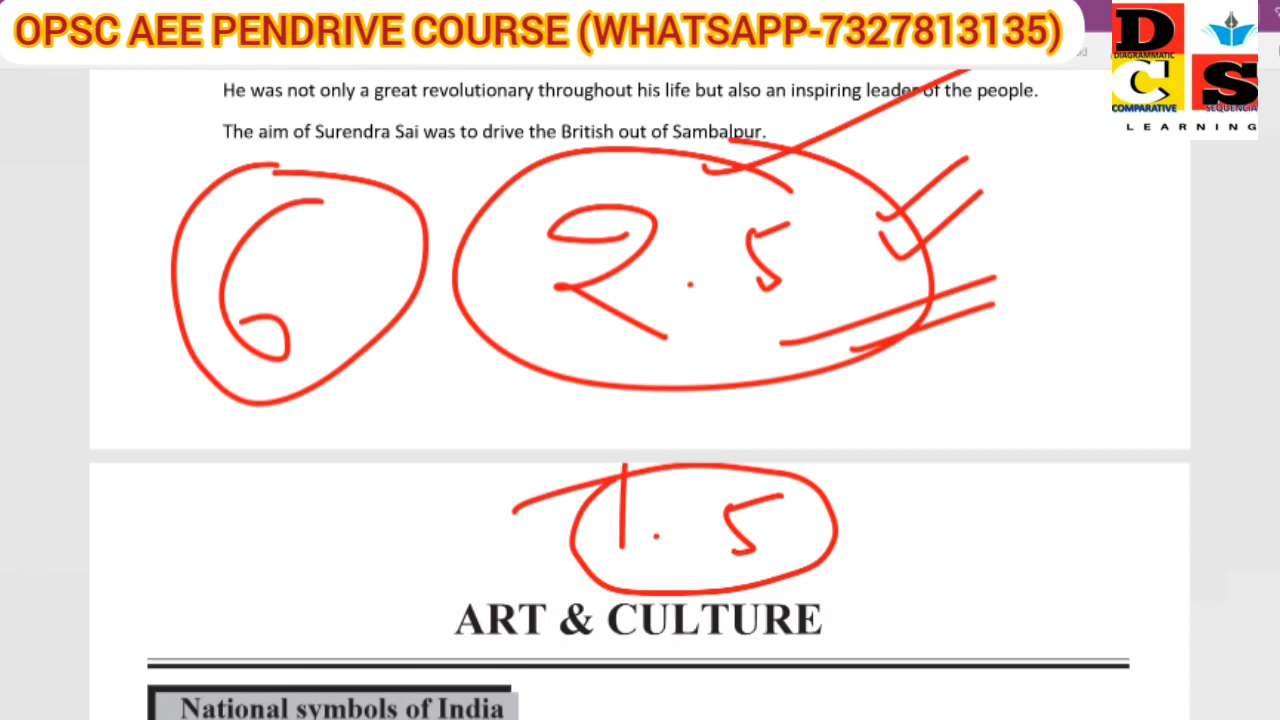 OPSC AEE PENDRIVE COURSE (WHATSAPP-7327813135)
D
DIAGRAMMATIC
C S
COMPARATIVE SEQUENCIA
LEARNING
He was not only a great revolutionary throughout his life but also an inspiring leader of the people.
The aim of Surendra Sai was to drive the British out of Sambalpur.
6 2.5
1.5
ART & CULTURE
National symbols of India